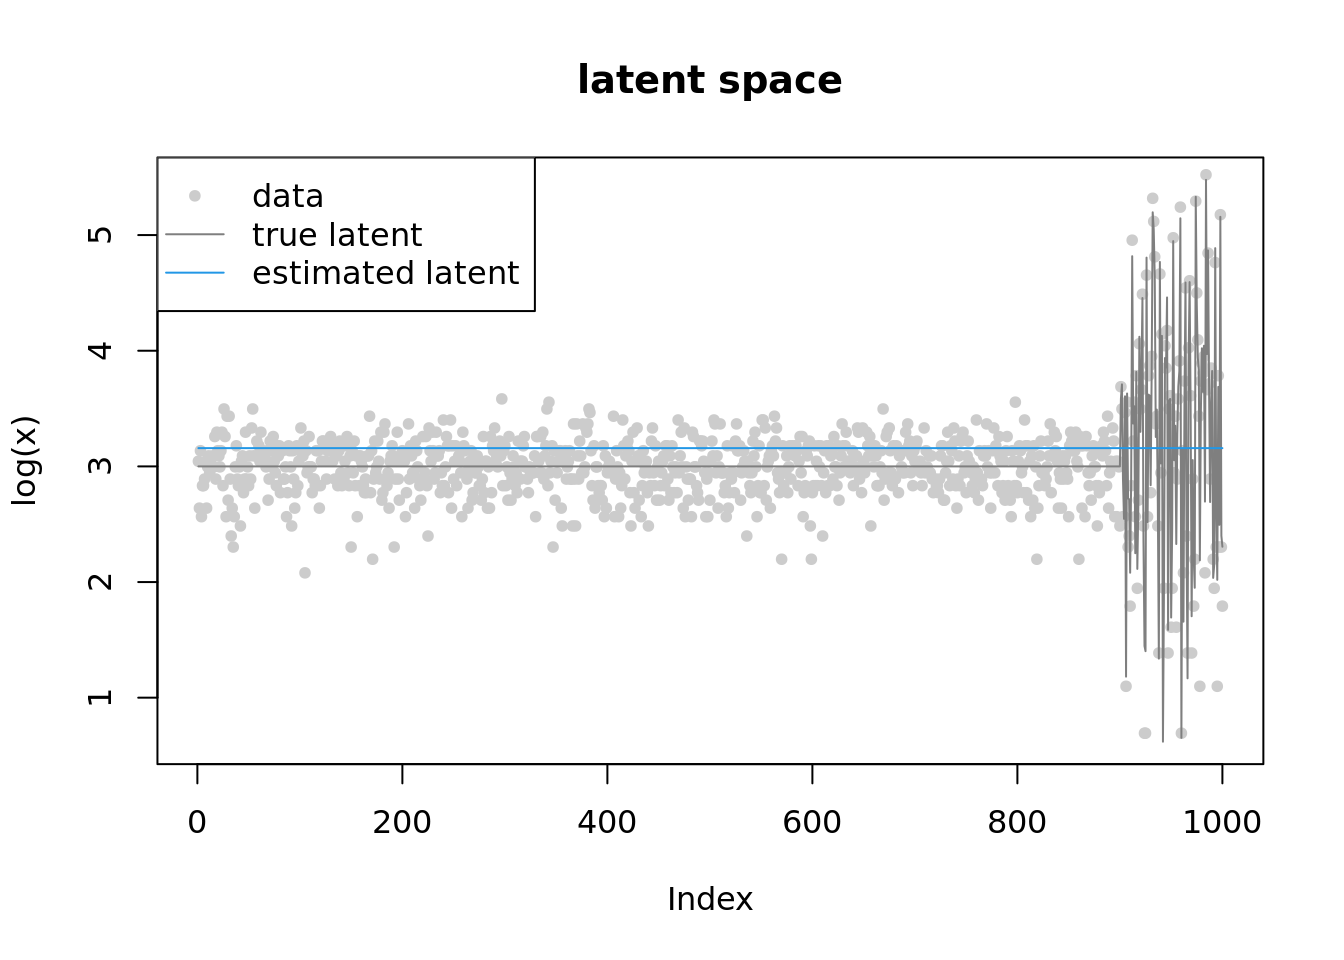 latent space
data
true latent
estimated latent
log(x)
5
4
3
2
1
0 200 400 600 800 1000
Index